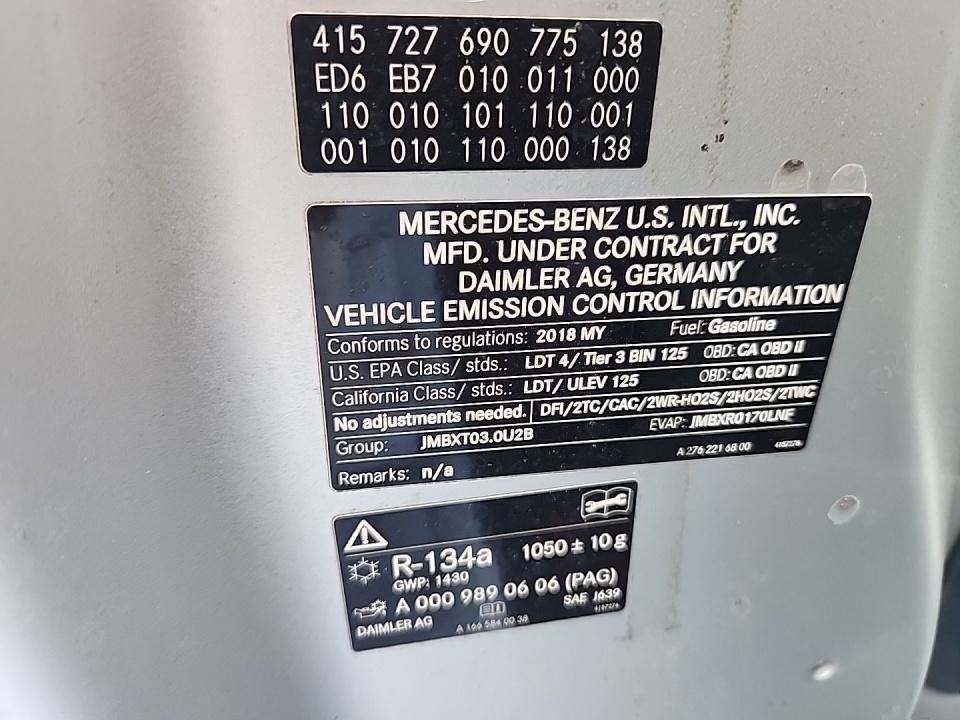 415 727 690 775 138
ED6 EB7 010 011 000
110 010 101 110 001
001 010 110 000 138
MERCEDES-BENZ U.S. INTL., INC.
MFD. UNDER CONTRACT FOR
DAIMLER AG, GERMANY
VEHICLE EMISSION CONTROL INFORMATION
Conforms to regulations: 2018 MY Fuel: Gasoline
U.S. EPA Class/ stds.: LDT 4/ Tier 3 BIN 125 OBD: CA OBD II
California Class/ stds.: LDT/ ULEV 125 OBD: CA OBD II
No adjustments needed. DFI/2TC/CAC/2WR-HO2S/2HO2S/2TWC
Group: JMBXT03.0U2B EVAP: JMBXR0170LNF
A 276 221 68 00 4157276
Remarks: n/a
R-134a 1050 ± 10 g
GWP: 1430
A 000 989 06 06 (PAG)
SAE J639
DAIMLER AG A 166 584 00 38 4157276